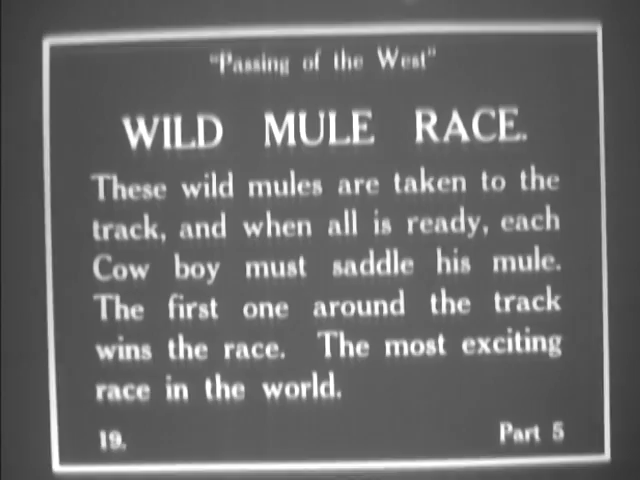 "Passing of the West"
WILD MULE RACE.
These wild mules are taken to the
track, and when all is ready, each
Cow boy must saddle his mule.
The first one around the track
wins the race. The most exciting
race in the world.
19.
Part 5